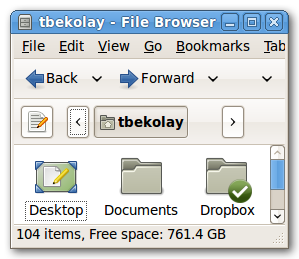 tbekolay - File Browser
File Edit View Go Bookmarks Tab
Back Forward
tbekolay
Desktop Documents Dropbox
104 items, Free space: 761.4 GB